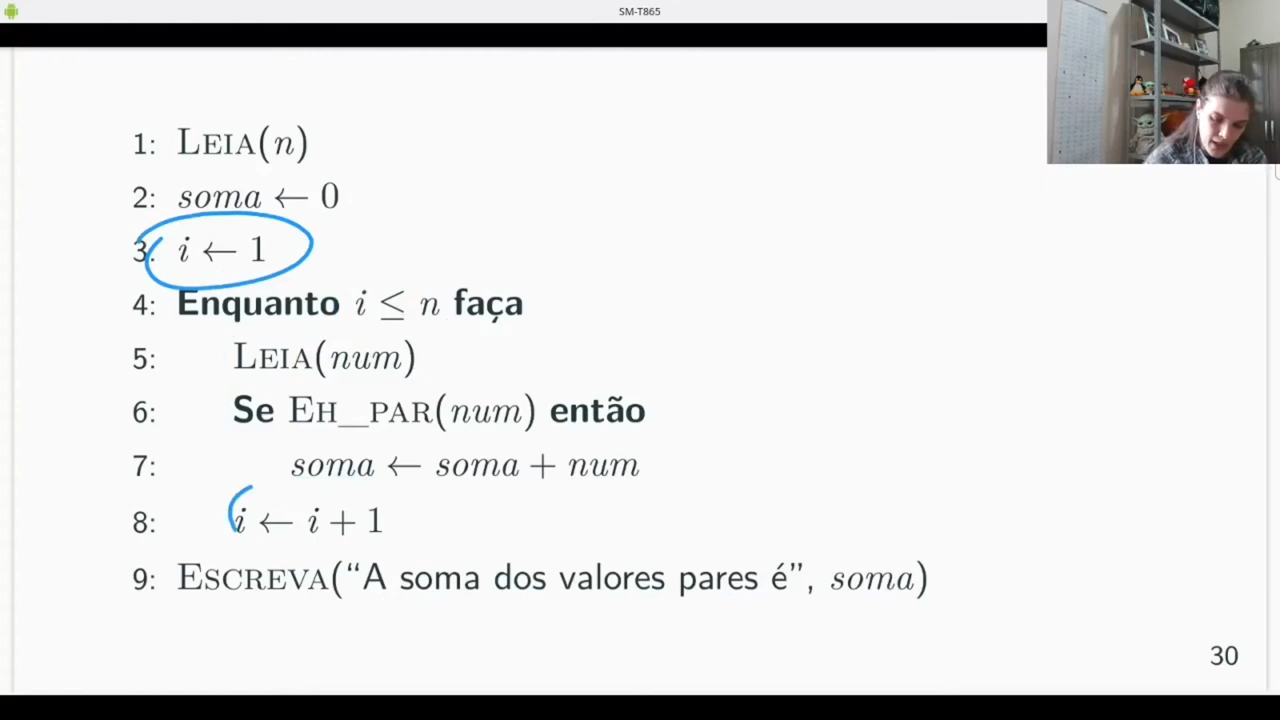 SM-T865
1: LEIA(n)
2: soma ← 0
3: i ← 1
4: Enquanto i ≤ n faça
5: LEIA(num)
6: Se EH_PAR(num) então
7: soma ← soma + num
8: i ← i + 1
9: ESCREVA(“A soma dos valores pares é”, soma)
30